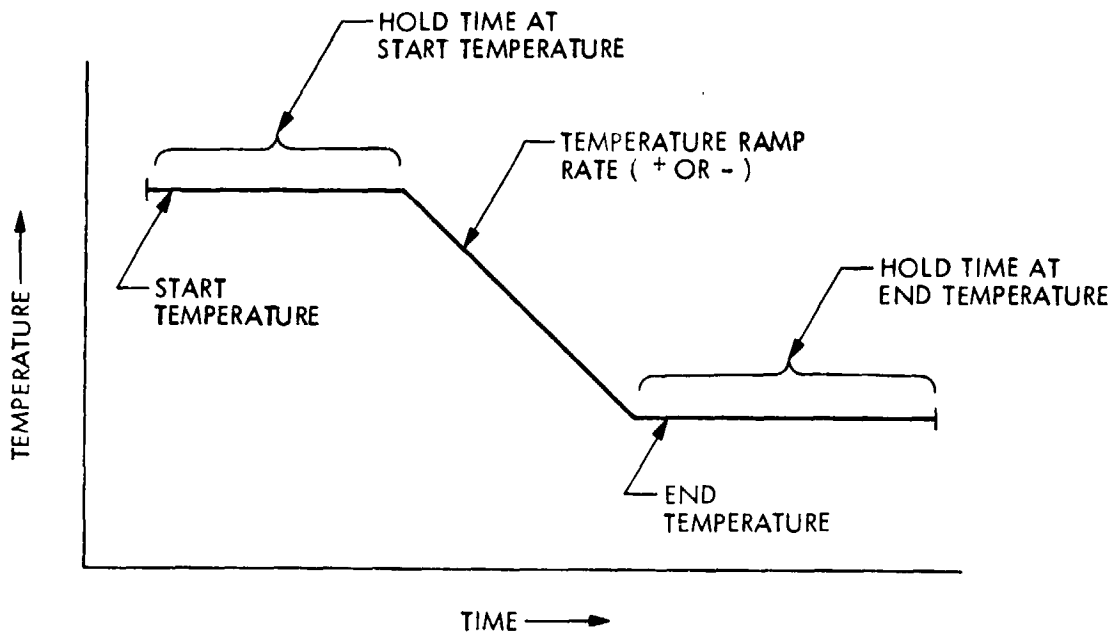 HOLD TIME AT
START TEMPERATURE
TEMPERATURE RAMP
RATE ( + OR - )
START
TEMPERATURE
HOLD TIME AT
END TEMPERATURE
END
TEMPERATURE
TEMPERATURE
TIME